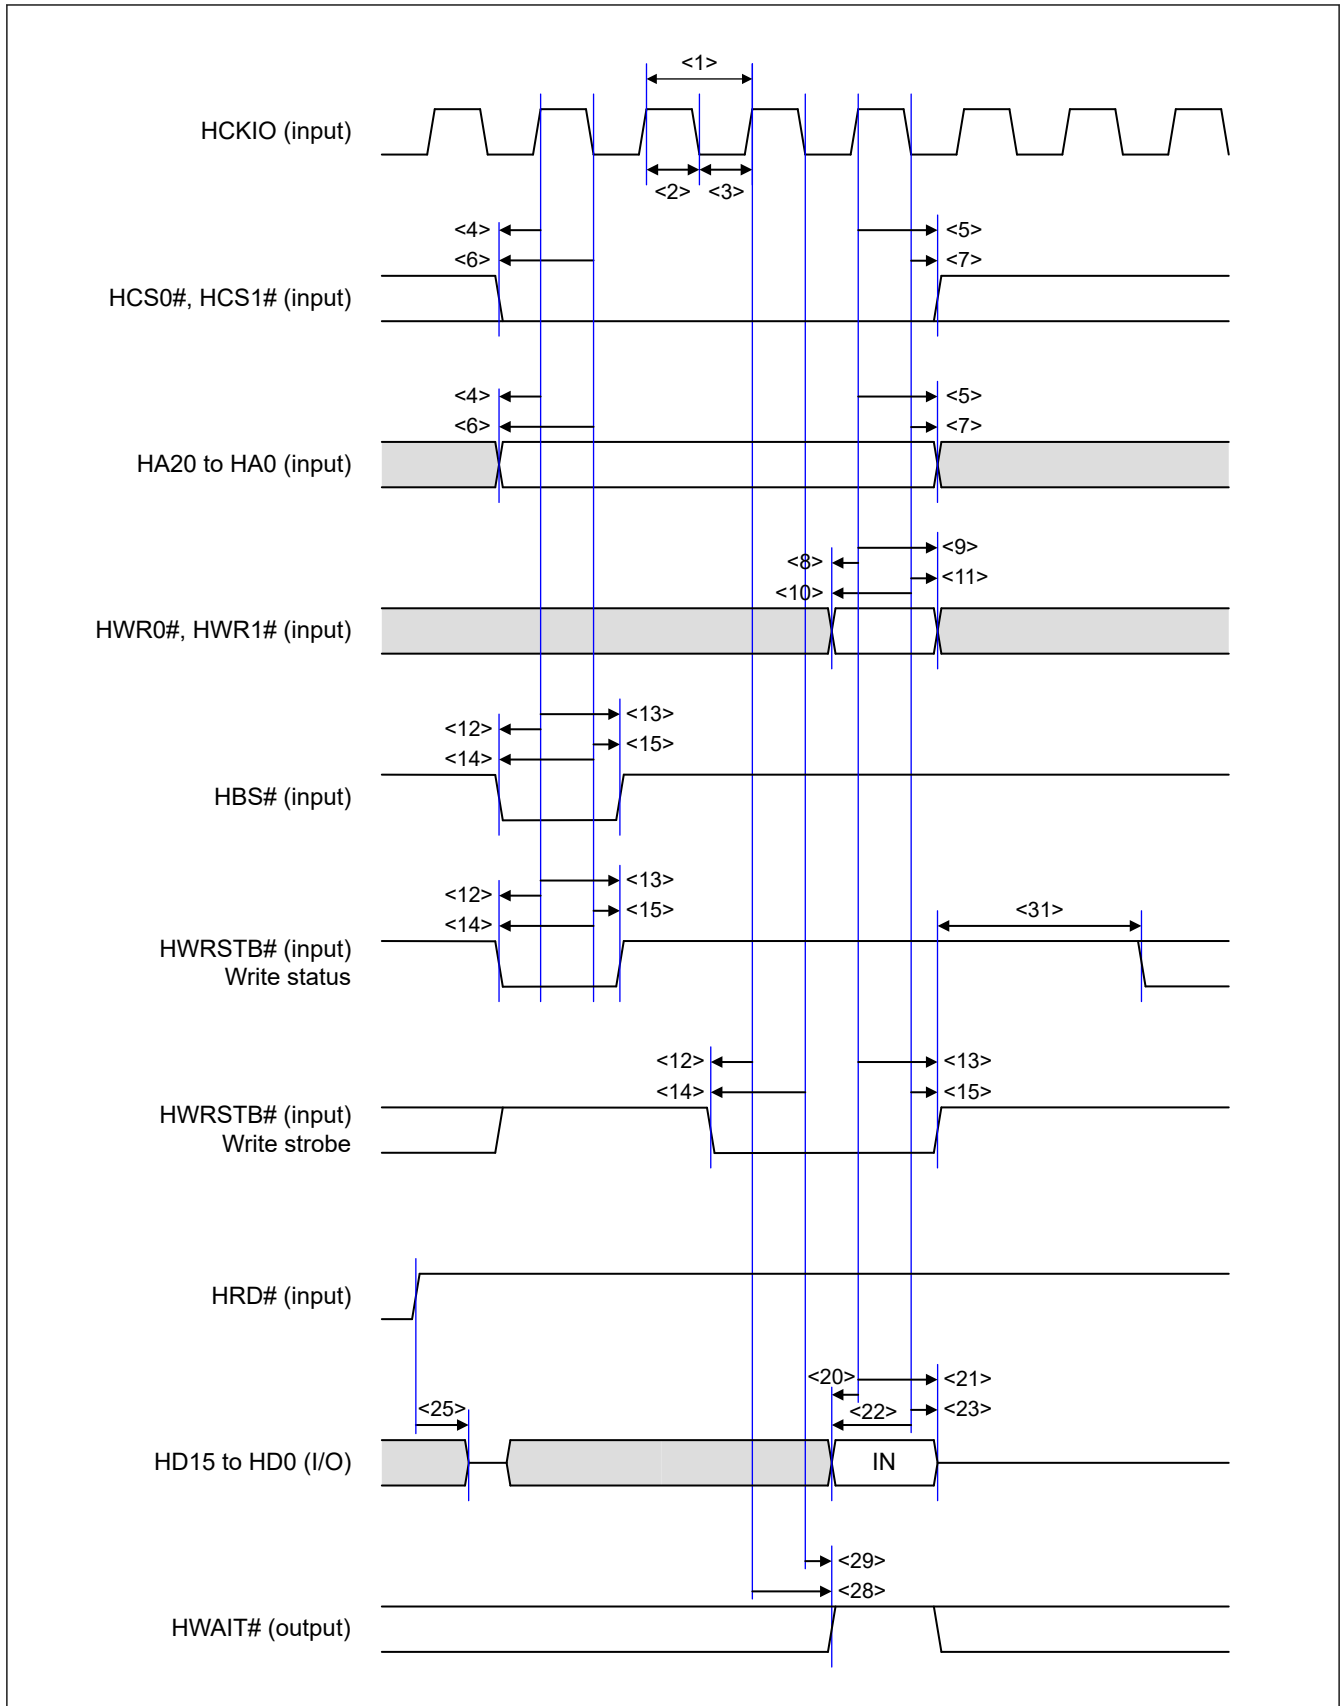 <1>
HCKIO (input)
<2> <3>
<4> <5>
<6> <7>
HCS0#, HCS1# (input)
<4> <5>
<6> <7>
HA20 to HA0 (input)
<9>
<8>
<11>
<10>
HWR0#, HWR1# (input)
<13>
<12>
<15>
<14>
HBS# (input)
<13>
<12>
<15> <31>
<14>
HWRSTB# (input)
Write status
<12> <13>
<14> <15>
HWRSTB# (input)
Write strobe
HRD# (input)
<20> <21>
<25> <22> <23>
HD15 to HD0 (I/O) IN
<29>
<28>
HWAIT# (output)